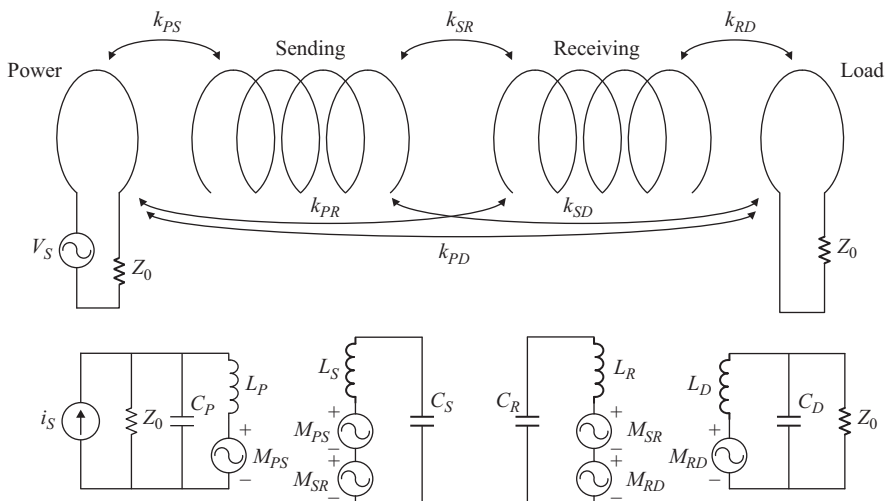 k_PS k_SR k_RD
Sending Receiving
Power Load
k_PR k_SD
V_S Z_0 k_PD Z_0
i_S Z_0 C_P L_P + M_PS −
L_S + M_PS − + M_SR − C_S
C_R L_R + M_SR − + M_RD −
L_D + M_RD − C_D Z_0